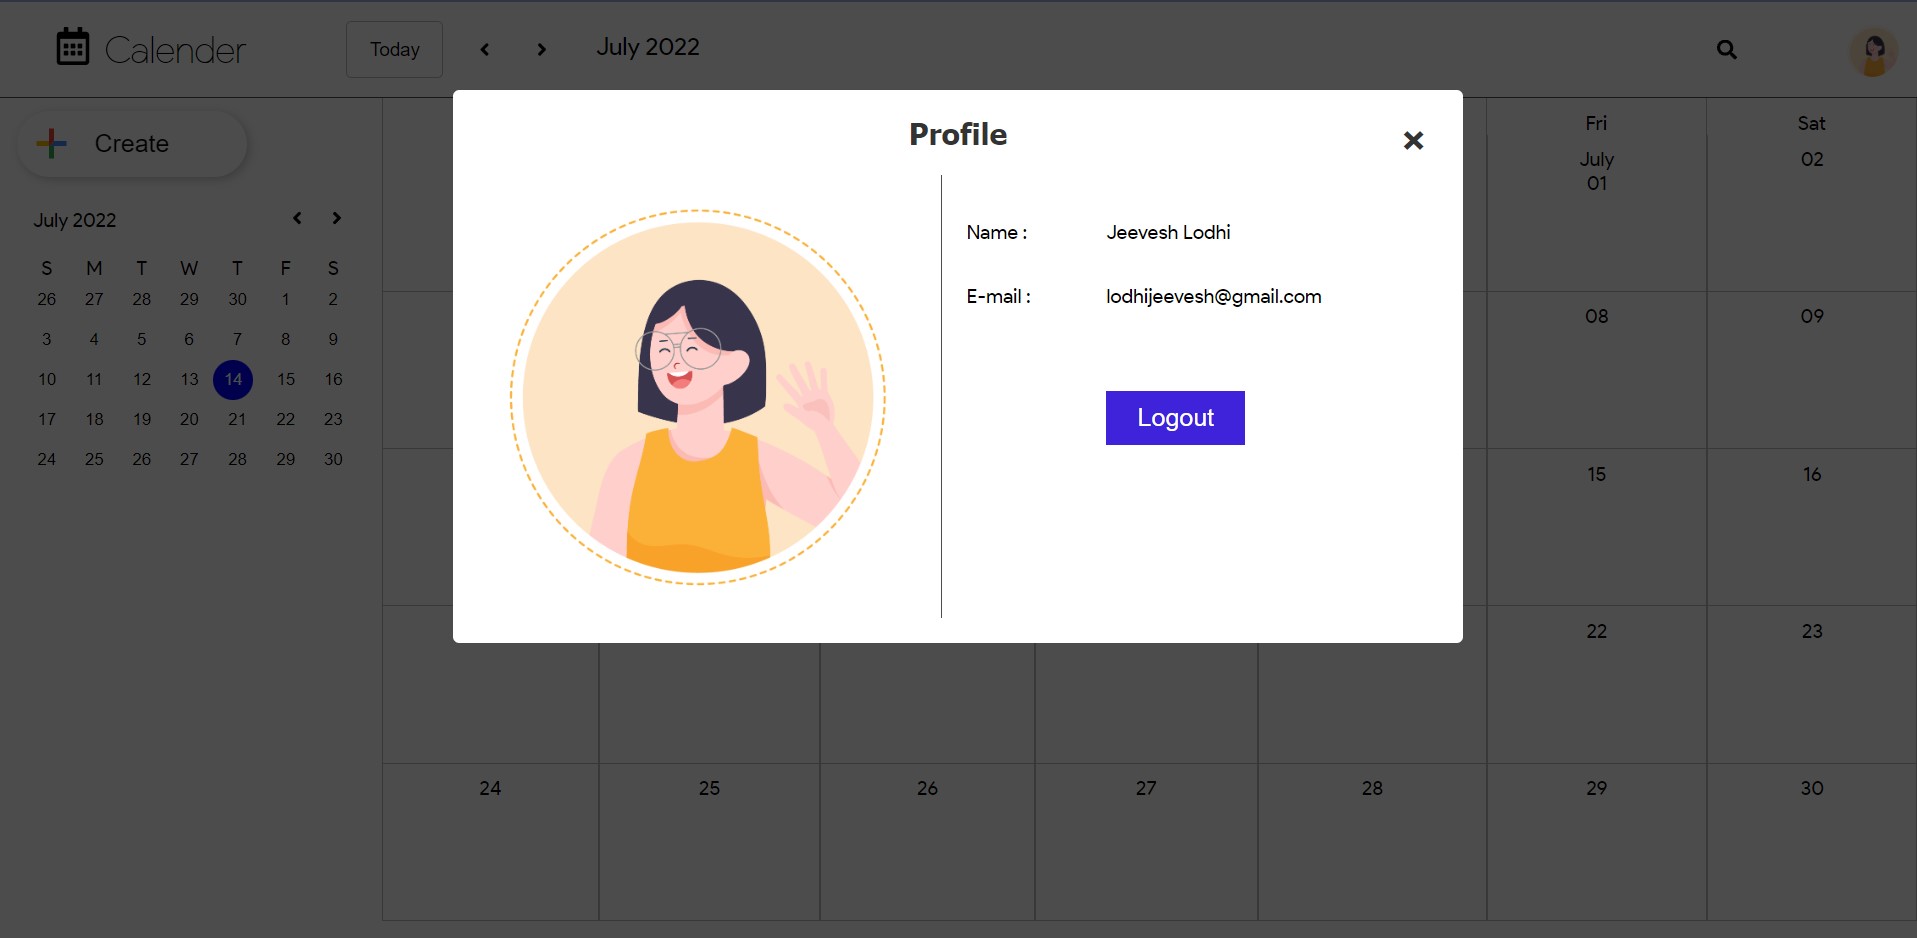 Calender
Today
July 2022
Create
July 2022
S M T W T F S
26 27 28 29 30 1 2
3 4 5 6 7 8 9
10 11 12 13 14 15 16
17 18 19 20 21 22 23
24 25 26 27 28 29 30
Profile
Name : Jeevesh Lodhi
E-mail : lodhijeevesh@gmail.com
Logout
Fri Sat
July 02
01
08 09
15 16
22 23
24 25 26 27 28 29 30